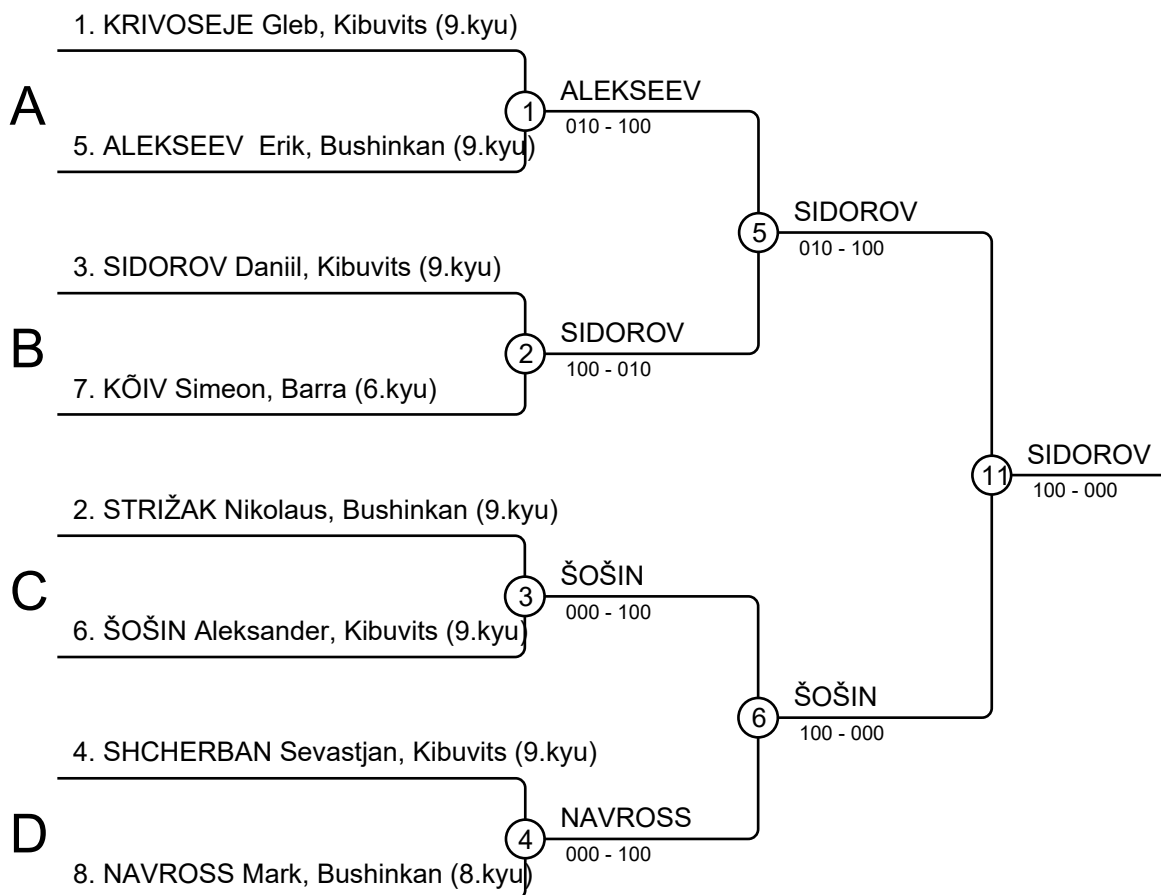 1. KRIVOSEJE Gleb, Kibuvits (9.kyu)
A
1
ALEKSEEV
010 - 100
5. ALEKSEEV  Erik, Bushinkan (9.kyu)
5
SIDOROV
010 - 100
3. SIDOROV Daniil, Kibuvits (9.kyu)
B
2
SIDOROV
100 - 010
7. KÕIV Simeon, Barra (6.kyu)
11
SIDOROV
100 - 000
2. STRIŽAK Nikolaus, Bushinkan (9.kyu)
C
3
ŠOŠIN
000 - 100
6. ŠOŠIN Aleksander, Kibuvits (9.kyu)
6
ŠOŠIN
100 - 000
4. SHCHERBAN Sevastjan, Kibuvits (9.kyu)
D
4
NAVROSS
000 - 100
8. NAVROSS Mark, Bushinkan (8.kyu)